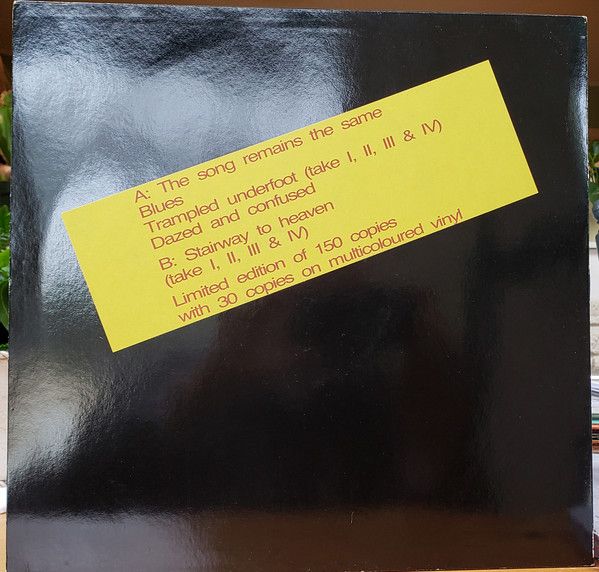 A: The song remains the same
Blues
Trampled underfoot (take I, II, III & IV)
Dazed and confused
B: Stairway to heaven
(take I, II, III & IV)
Limited edition of 150 copies
with 30 copies on multicoloured vinyl